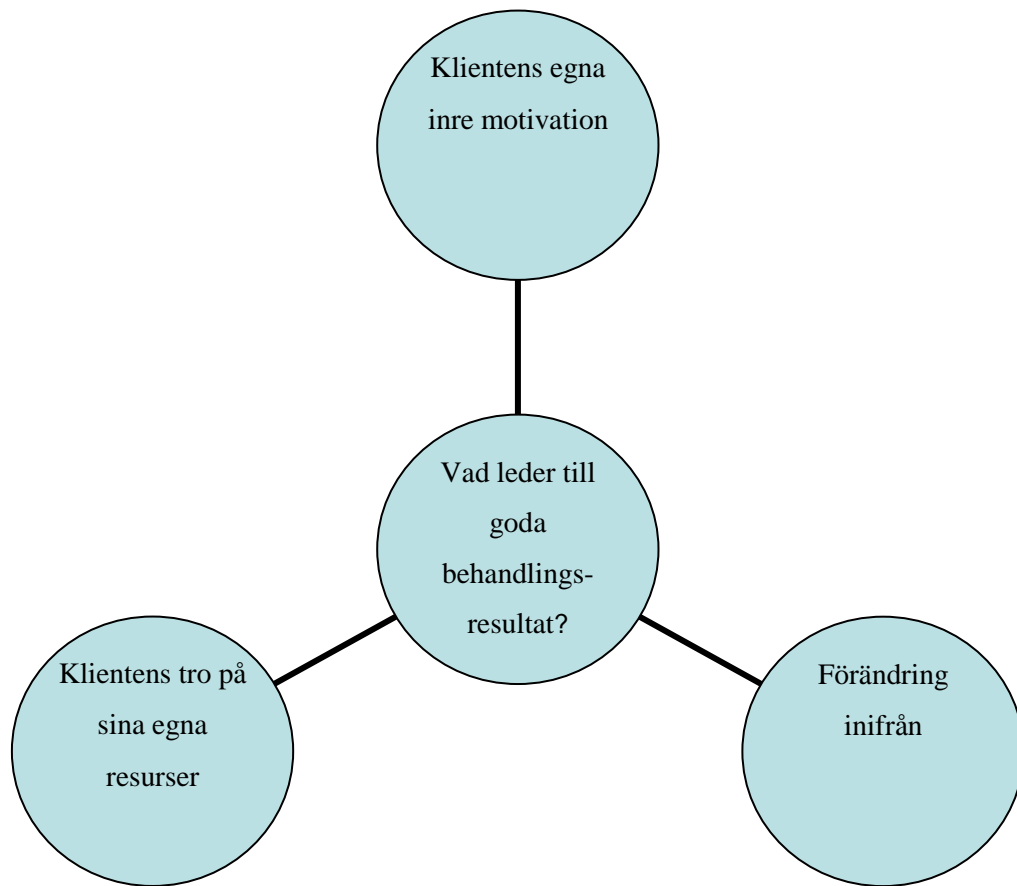 Klientens egna
inre motivation
Vad leder till
goda
behandlings-
resultat?
Klientens tro på
sina egna
resurser
Förändring
inifrån